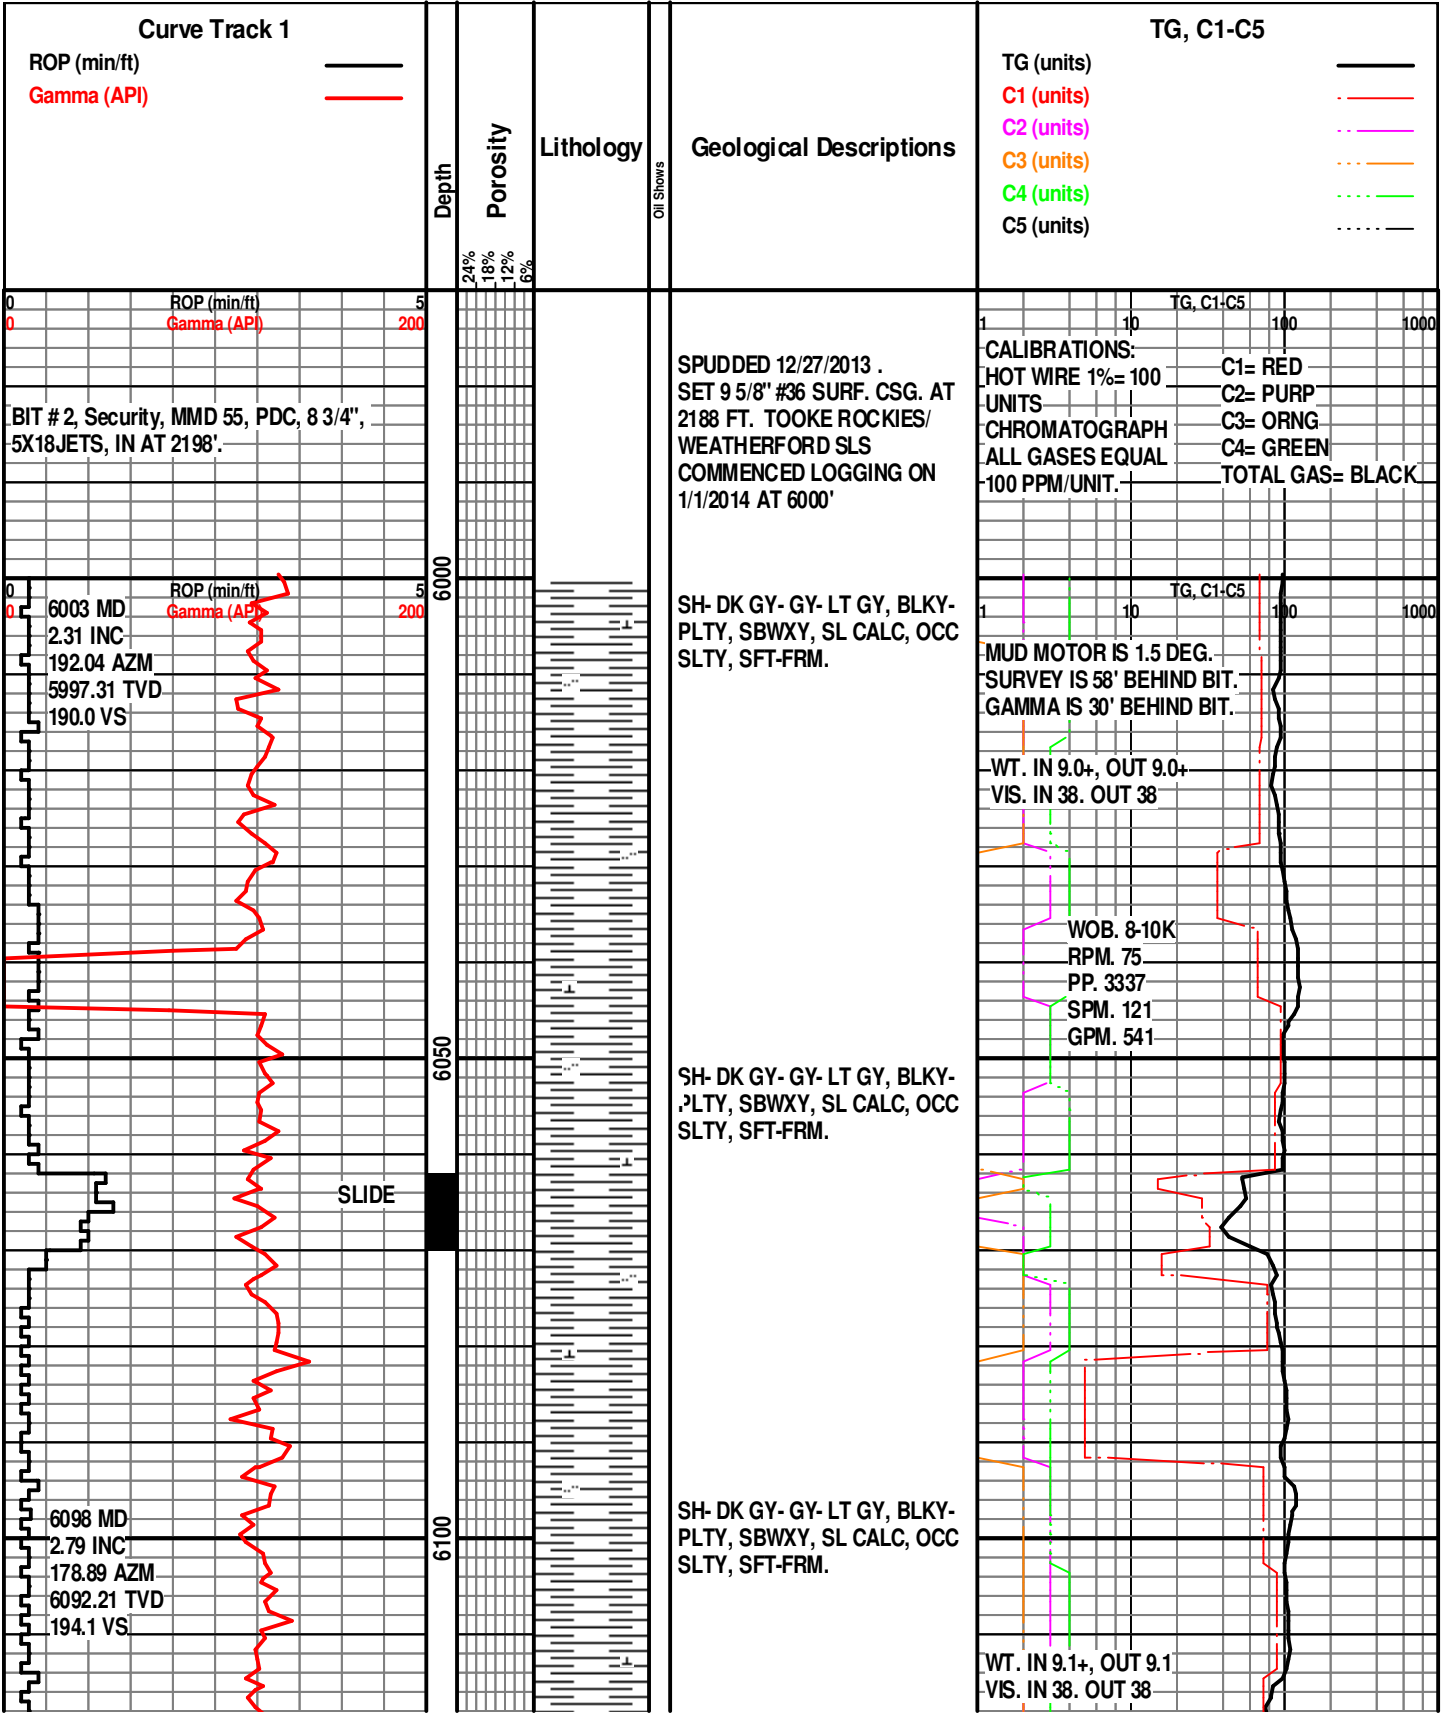 Curve Track 1
ROP (min/ft)
Gamma (API)
Depth
Porosity
24%
18%
12%
6%
Lithology
Oil Shows
Geological Descriptions
TG, C1-C5
TG (units)
C1 (units)
C2 (units)
C3 (units)
C4 (units)
C5 (units)
0 ROP (min/ft) 5
0 Gamma (API) 200
TG, C1-C5
1 10 100 1000
BIT # 2, Security, MMD 55, PDC, 8 3/4",
5X18JETS, IN AT 2198'.
SPUDDED 12/27/2013 .
SET 9 5/8" #36 SURF. CSG. AT
2188 FT. TOOKE ROCKIES/
WEATHERFORD SLS
COMMENCED LOGGING ON
1/1/2014 AT 6000'
CALIBRATIONS:
HOT WIRE 1%= 100
UNITS
CHROMATOGRAPH
ALL GASES EQUAL
100 PPM/UNIT.
C1= RED
C2= PURP
C3= ORNG
C4= GREEN
TOTAL GAS= BLACK
6000
0 ROP (min/ft) 5
0 Gamma (API) 200
TG, C1-C5
1 10 100 1000
6003 MD
2.31 INC
192.04 AZM
5997.31 TVD
190.0 VS
SH- DK GY- GY- LT GY, BLKY-
PLTY, SBWXY, SL CALC, OCC
SLTY, SFT-FRM.
MUD MOTOR IS 1.5 DEG.
SURVEY IS 58' BEHIND BIT.
GAMMA IS 30' BEHIND BIT.
WT. IN 9.0+, OUT 9.0+
VIS. IN 38. OUT 38
WOB. 8-10K
RPM. 75
PP. 3337
SPM. 121
GPM. 541
6050
SH- DK GY- GY- LT GY, BLKY-
PLTY, SBWXY, SL CALC, OCC
SLTY, SFT-FRM.
SLIDE
6100
6098 MD
2.79 INC
178.89 AZM
6092.21 TVD
194.1 VS
SH- DK GY- GY- LT GY, BLKY-
PLTY, SBWXY, SL CALC, OCC
SLTY, SFT-FRM.
WT. IN 9.1+, OUT 9.1
VIS. IN 38. OUT 38